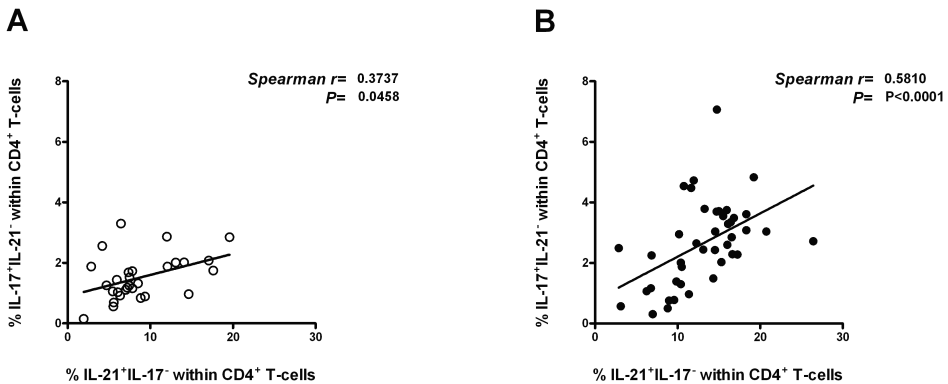 A
Spearman r= 0.3737
P= 0.0458
% IL-17⁺IL-21⁻ within CD4⁺ T-cells
8
6
4
2
0
0 10 20 30
% IL-21⁺IL-17⁻ within CD4⁺ T-cells
B
Spearman r= 0.5810
P= P<0.0001
% IL-17⁺IL-21⁻ within CD4⁺ T-cells
8
6
4
2
0
0 10 20 30
% IL-21⁺IL-17⁻ within CD4⁺ T-cells